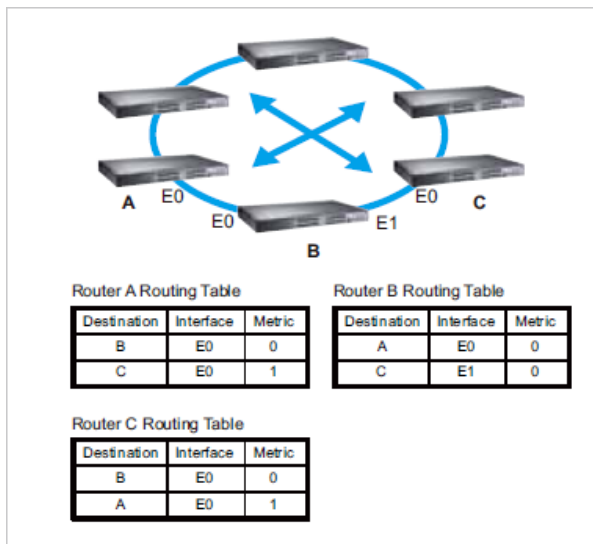 A
E0
E0
B
E1
E0
C
Router A Routing Table
Destination Interface Metric
B E0 0
C E0 1
Router B Routing Table
Destination Interface Metric
A E0 0
C E1 0
Router C Routing Table
Destination Interface Metric
B E0 0
A E0 1